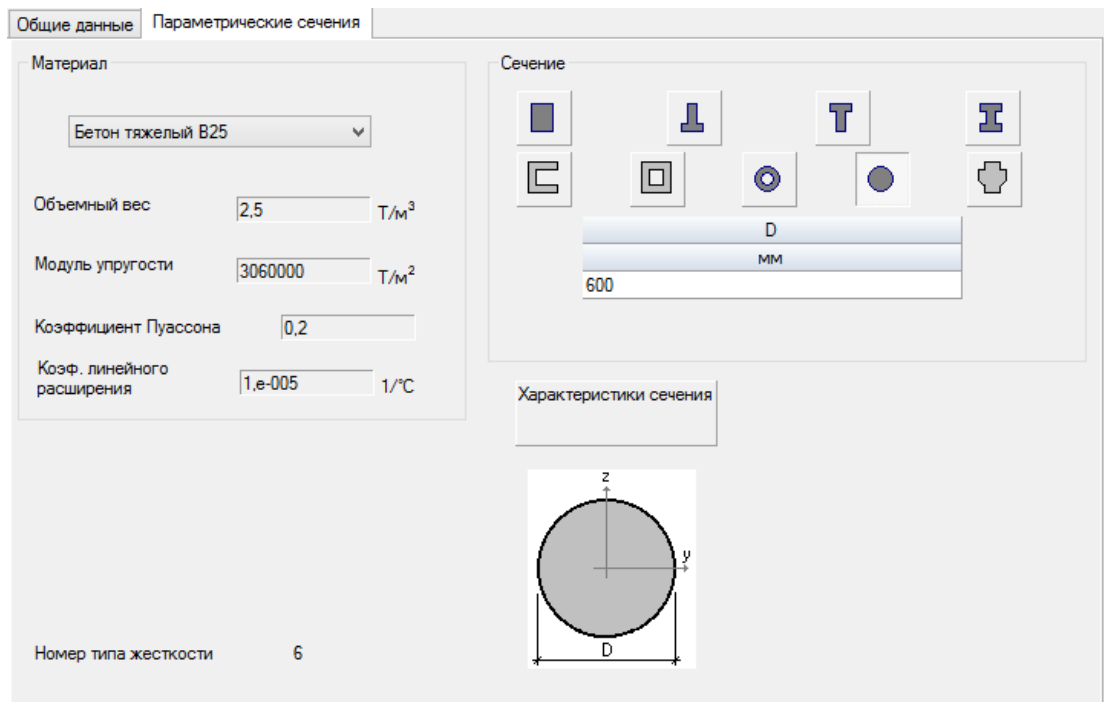 Общие данные
Параметрические сечения
Материал
Бетон тяжелый B25
Объемный вес
2,5
Т/м³
Модуль упругости
3060000
Т/м²
Коэффициент Пуассона
0,2
Коэф. линейного
расширения
1,e-005
1/°C
Сечение
D
мм
600
Характеристики сечения
z
y
D
Номер типа жесткости
6